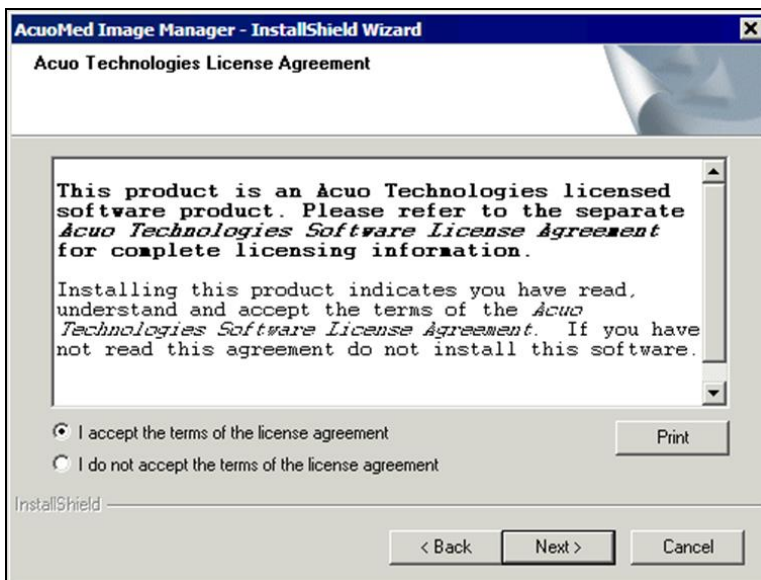 AcuoMed Image Manager - InstallShield Wizard
Acuo Technologies License Agreement
This product is an Acuo Technologies licensed
software product. Please refer to the separate
Acuo Technologies Software License Agreement
for complete licensing information.
Installing this product indicates you have read,
understand and accept the terms of the Acuo
Technologies Software License Agreement. If you have
not read this agreement do not install this software.
I accept the terms of the license agreement
Print
I do not accept the terms of the license agreement
InstallShield
< Back
Next >
Cancel